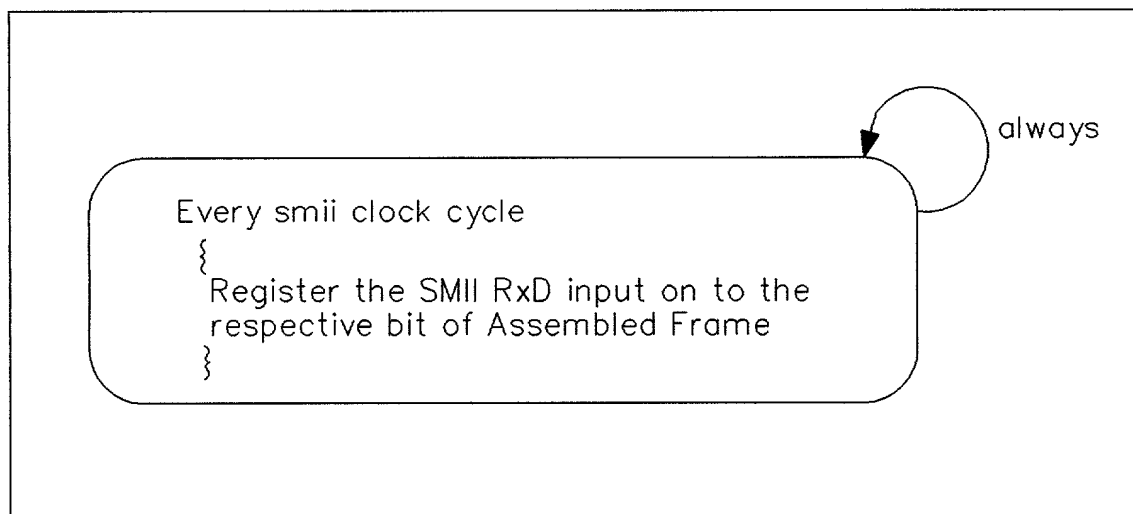 always
Every smii clock cycle
{
Register the SMII RxD input on to the
respective bit of Assembled Frame
}